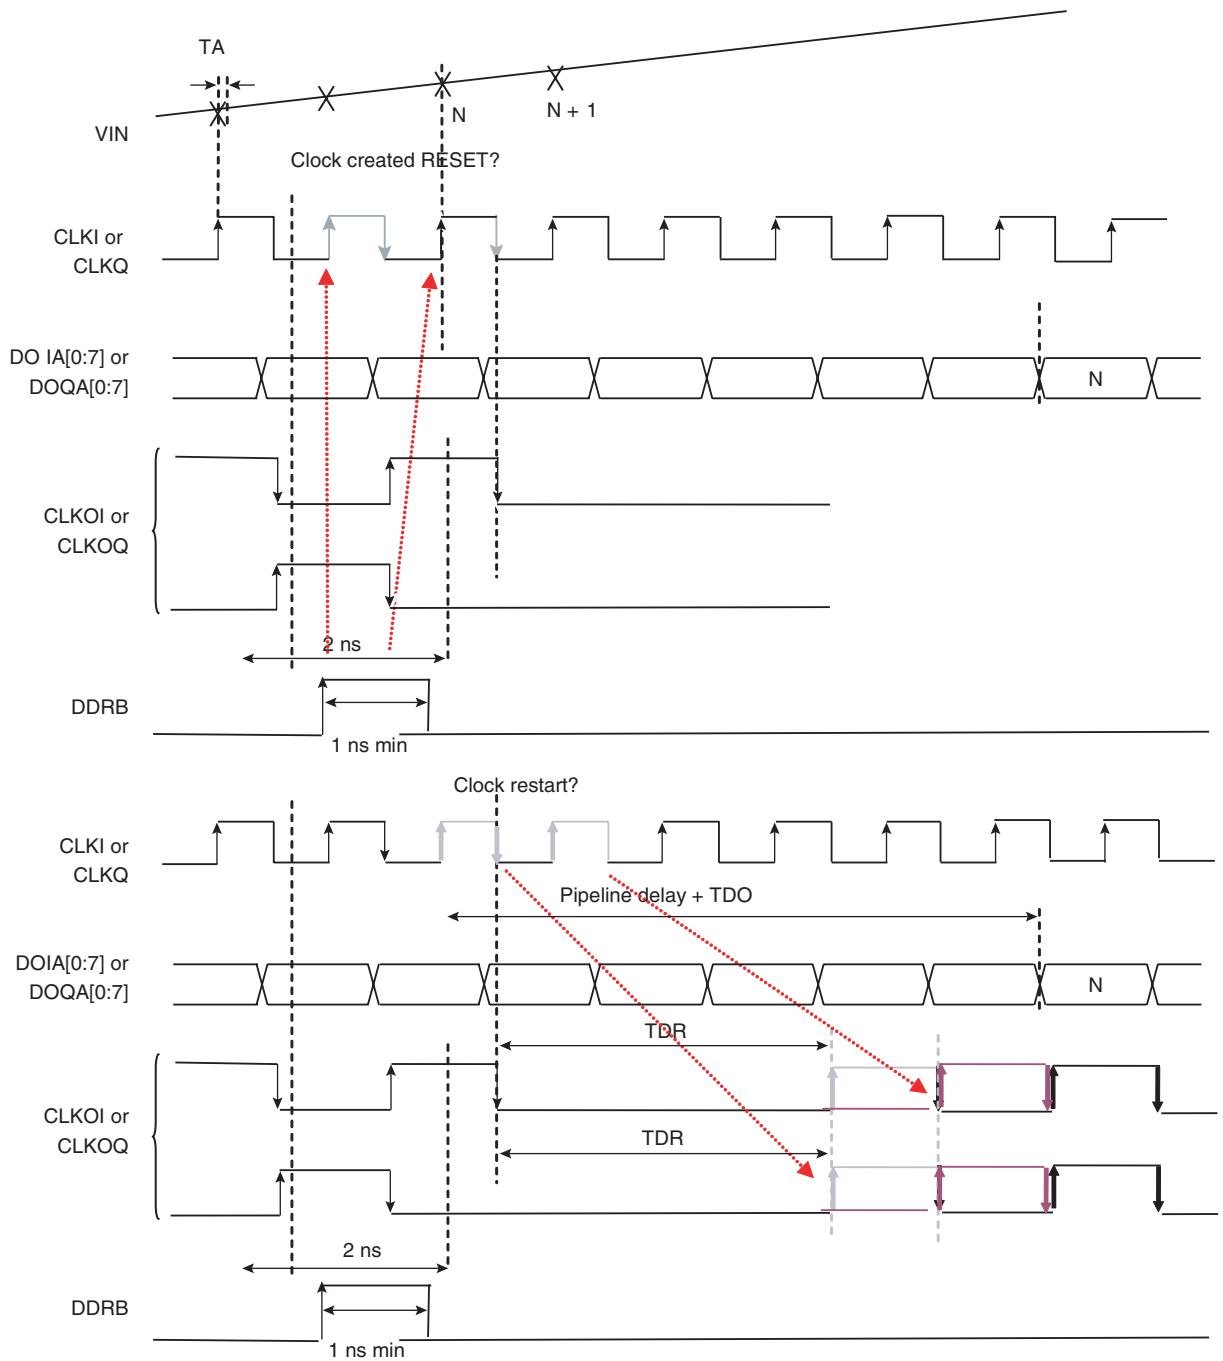 TA
N
N + 1
VIN
Clock created RESET?
CLKI or
CLKQ
DO IA[0:7] or
DOQA[0:7]
N
CLKOI or
CLKOQ
2 ns
DDRB
1 ns min
Clock restart?
CLKI or
CLKQ
Pipeline delay + TDO
DOIA[0:7] or
DOQA[0:7]
N
TDR
CLKOI or
CLKOQ
TDR
2 ns
DDRB
1 ns min